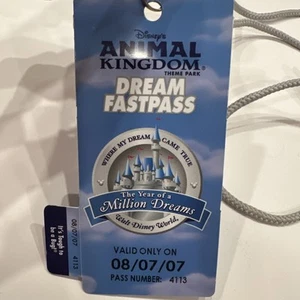 Disney's
ANIMAL
KINGDOM
THEME PARK
DREAM
FASTPASS
WHERE MY DREAM CAME TRUE
The Year of a
Million Dreams
Walt Disney World
VALID ONLY ON
08/07/07
PASS NUMBER: 4113
It's Tough to
be a Bug!
08/07/07 4113